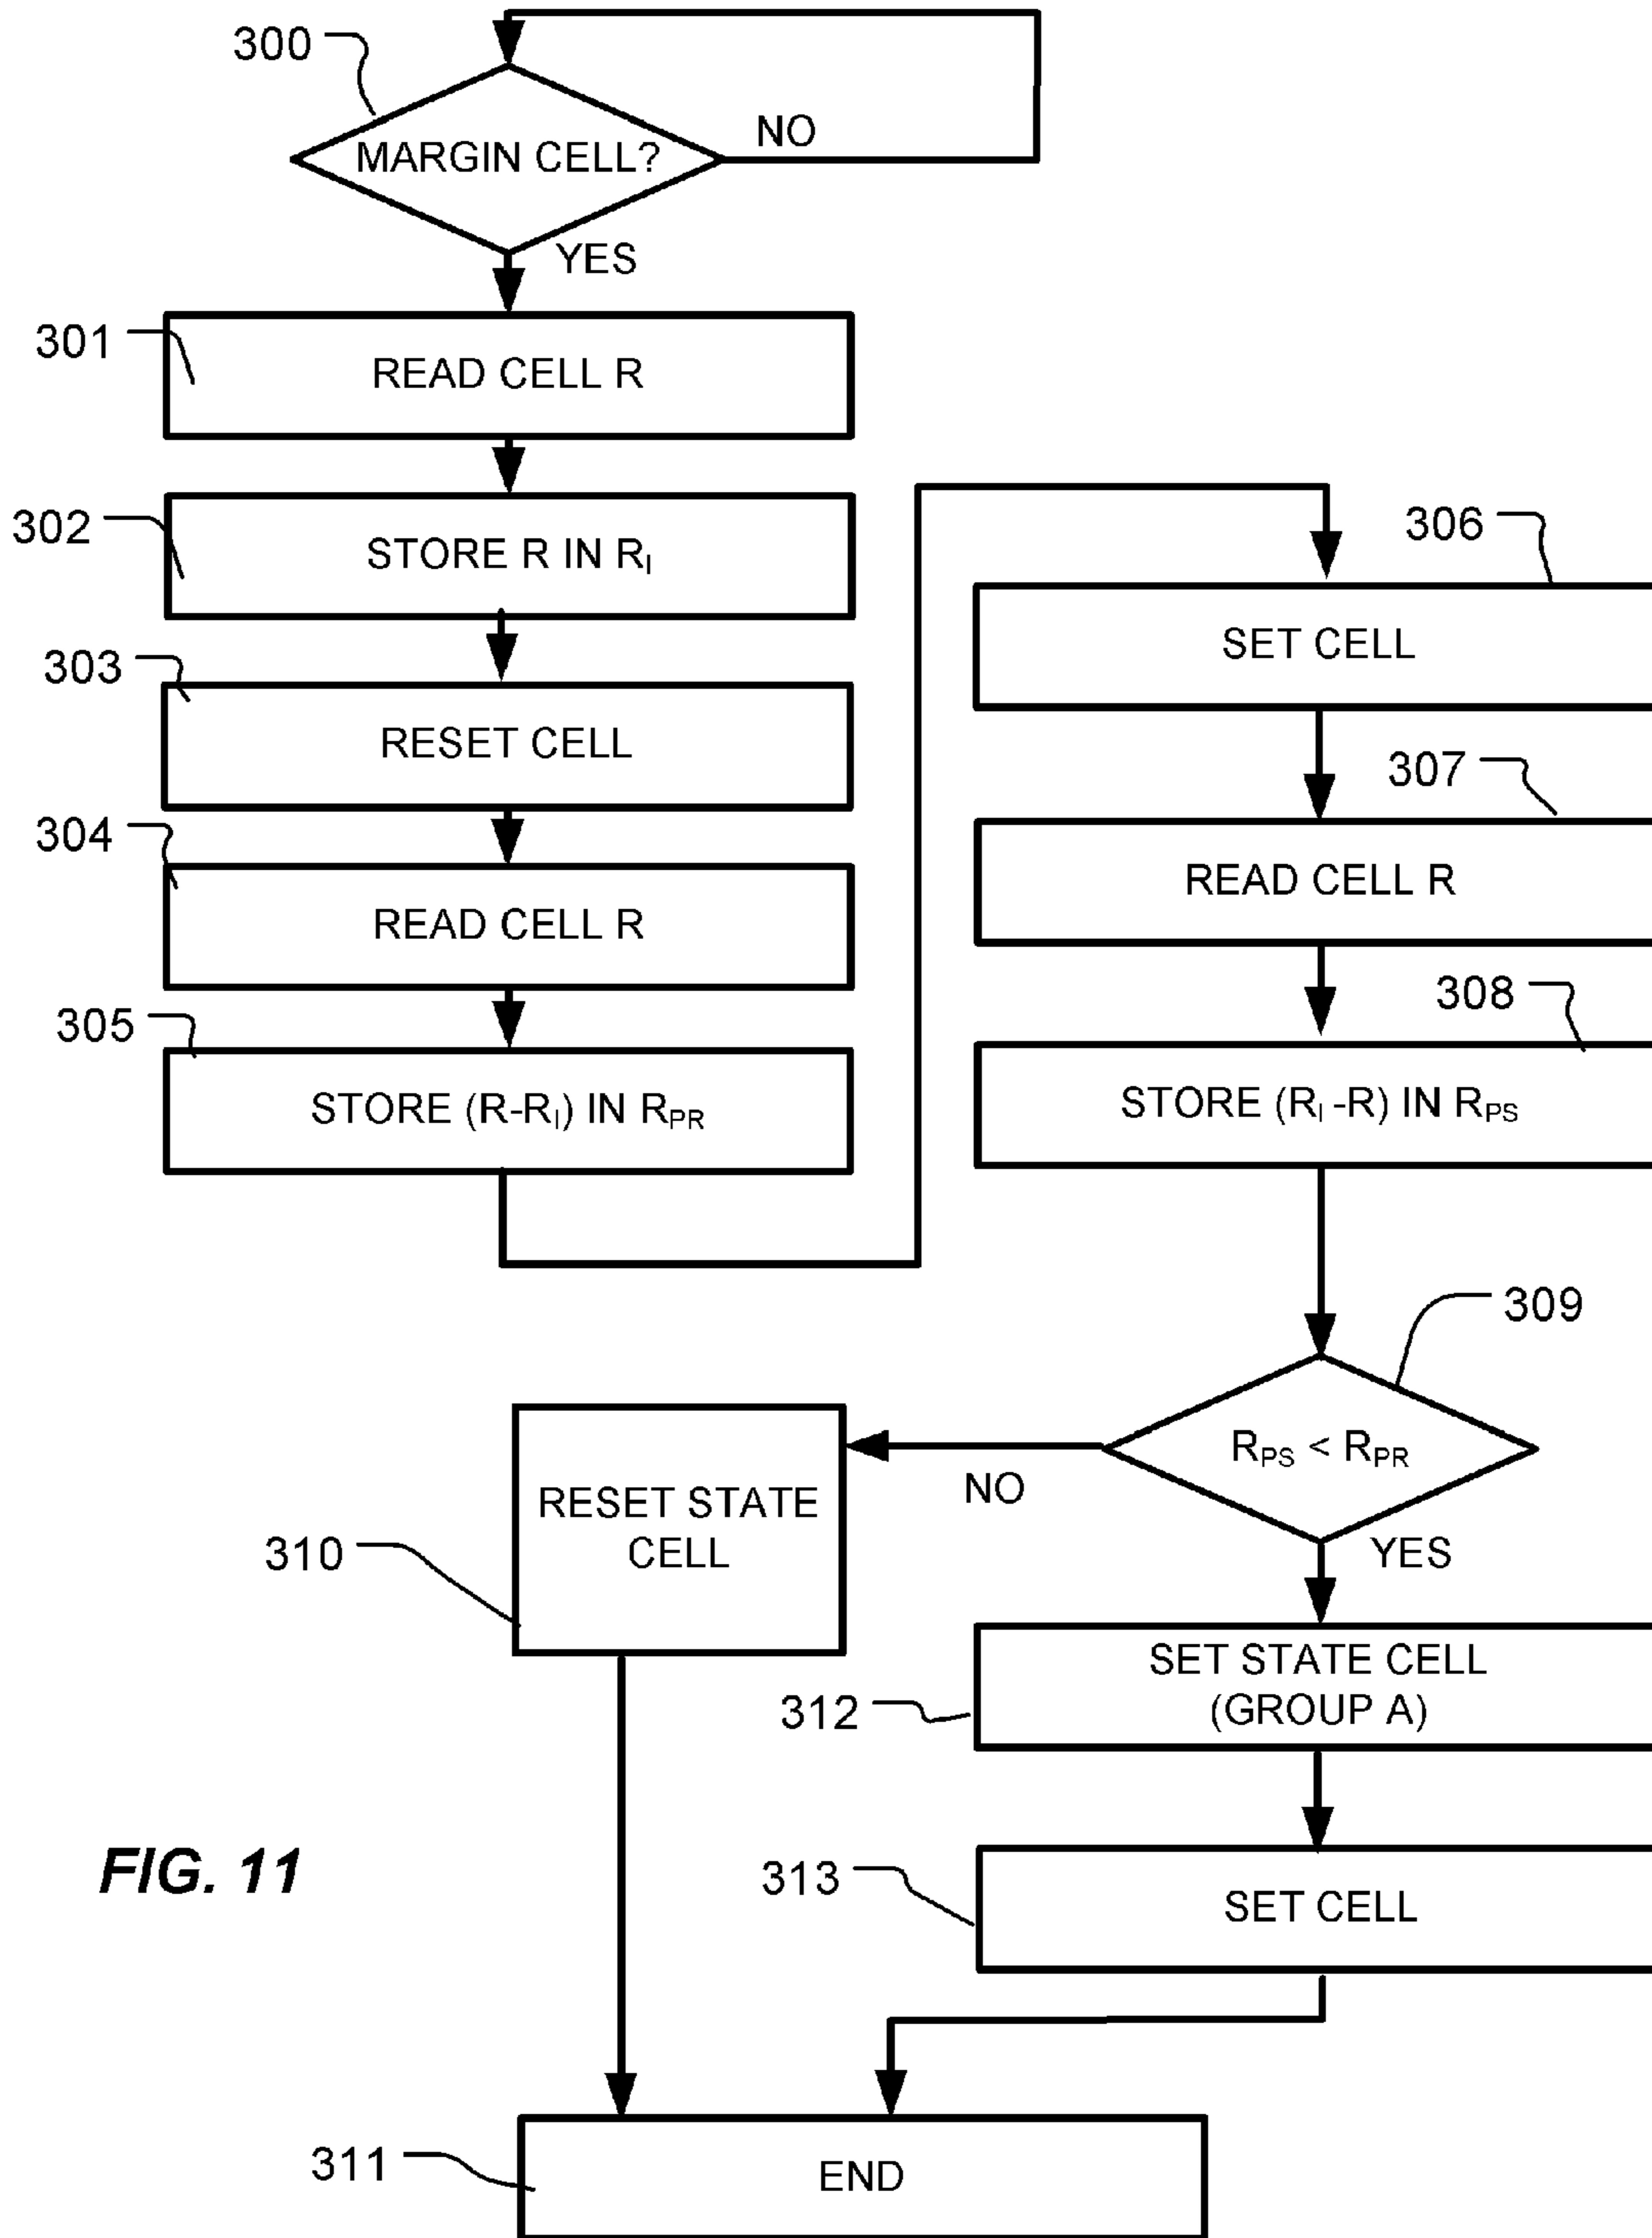 300
MARGIN CELL?
NO
YES
301
READ CELL R
302
STORE R IN RI
303
RESET CELL
304
READ CELL R
305
STORE (R-RI) IN RPR
306
SET CELL
307
READ CELL R
308
STORE (RI -R) IN RPS
309
RPS < RPR
NO
YES
310
RESET STATE
CELL
312
SET STATE CELL
(GROUP A)
313
SET CELL
311
END
FIG. 11